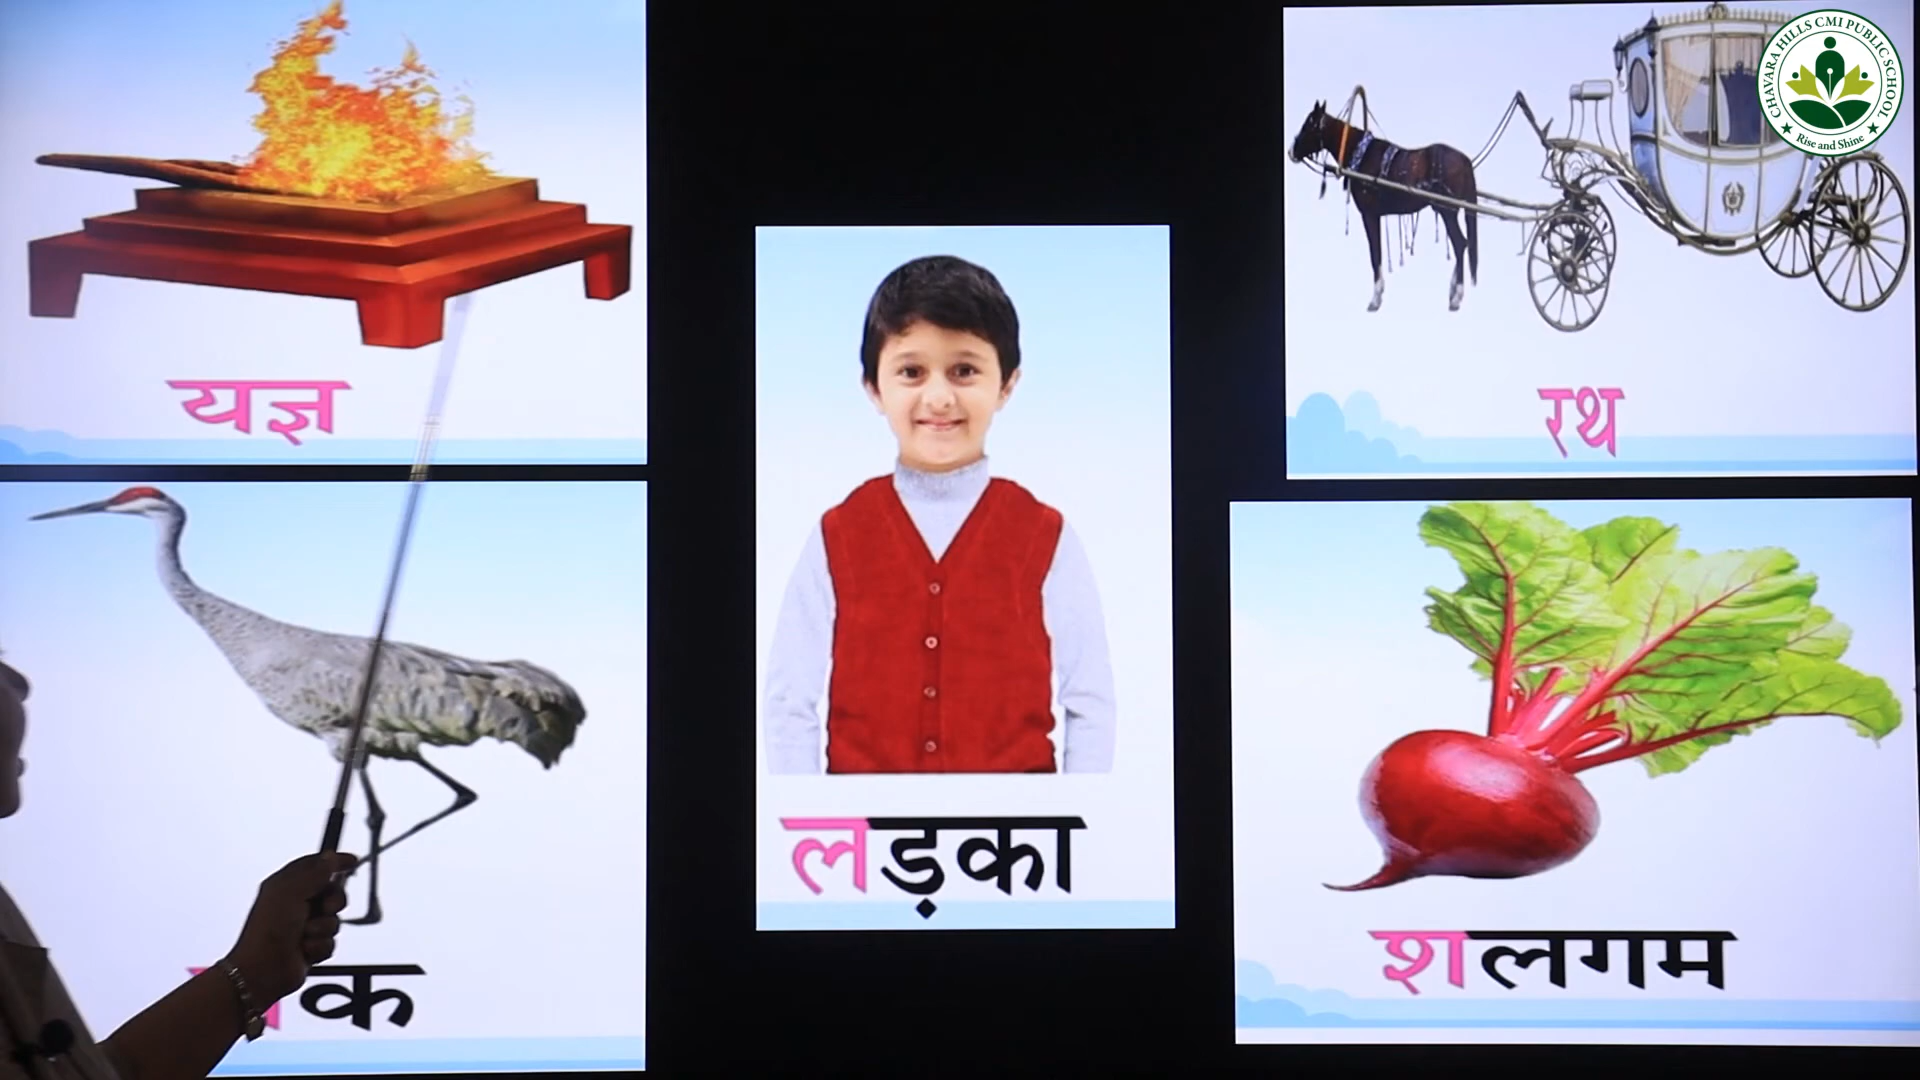 यज्ञ
रथ
लड़का
शलगम
CHAVARA HILLS CMI PUBLIC SCHOOL
Rise and Shine